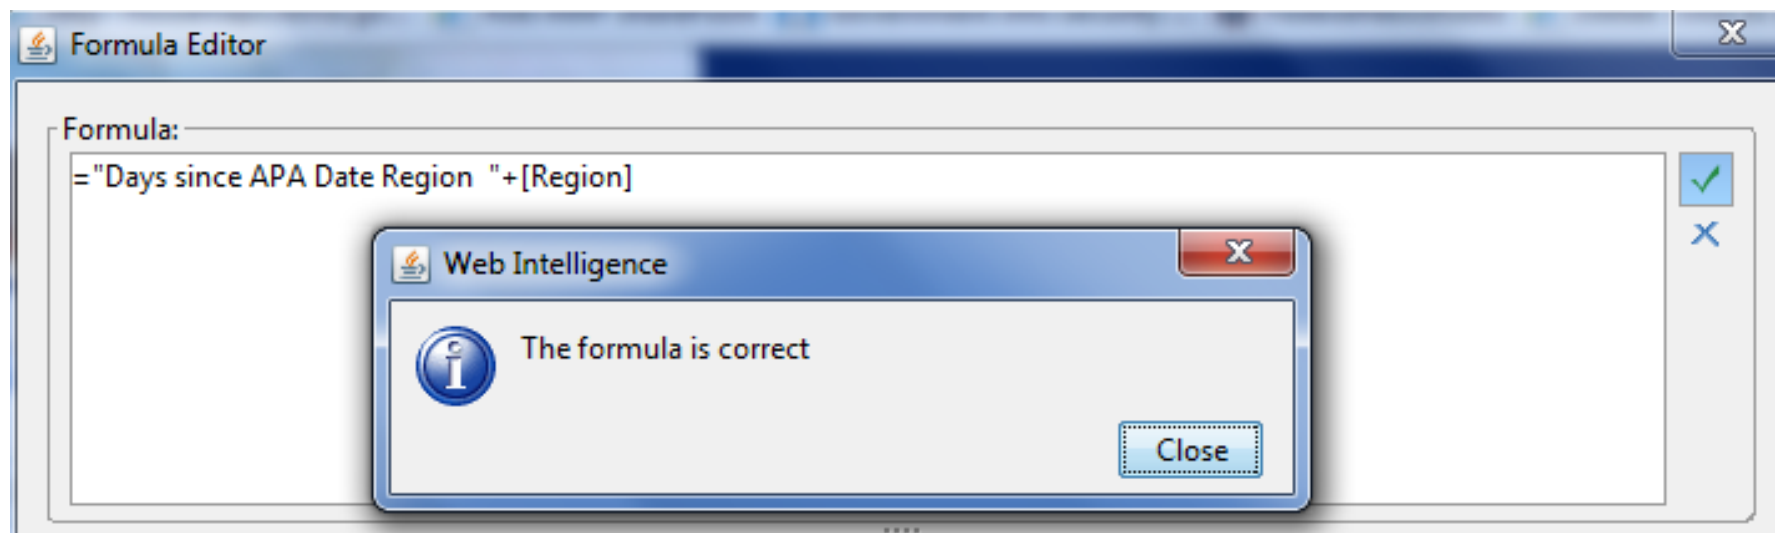 Formula Editor
Formula:
="Days since APA Date Region  "+[Region]
Web Intelligence
The formula is correct
Close